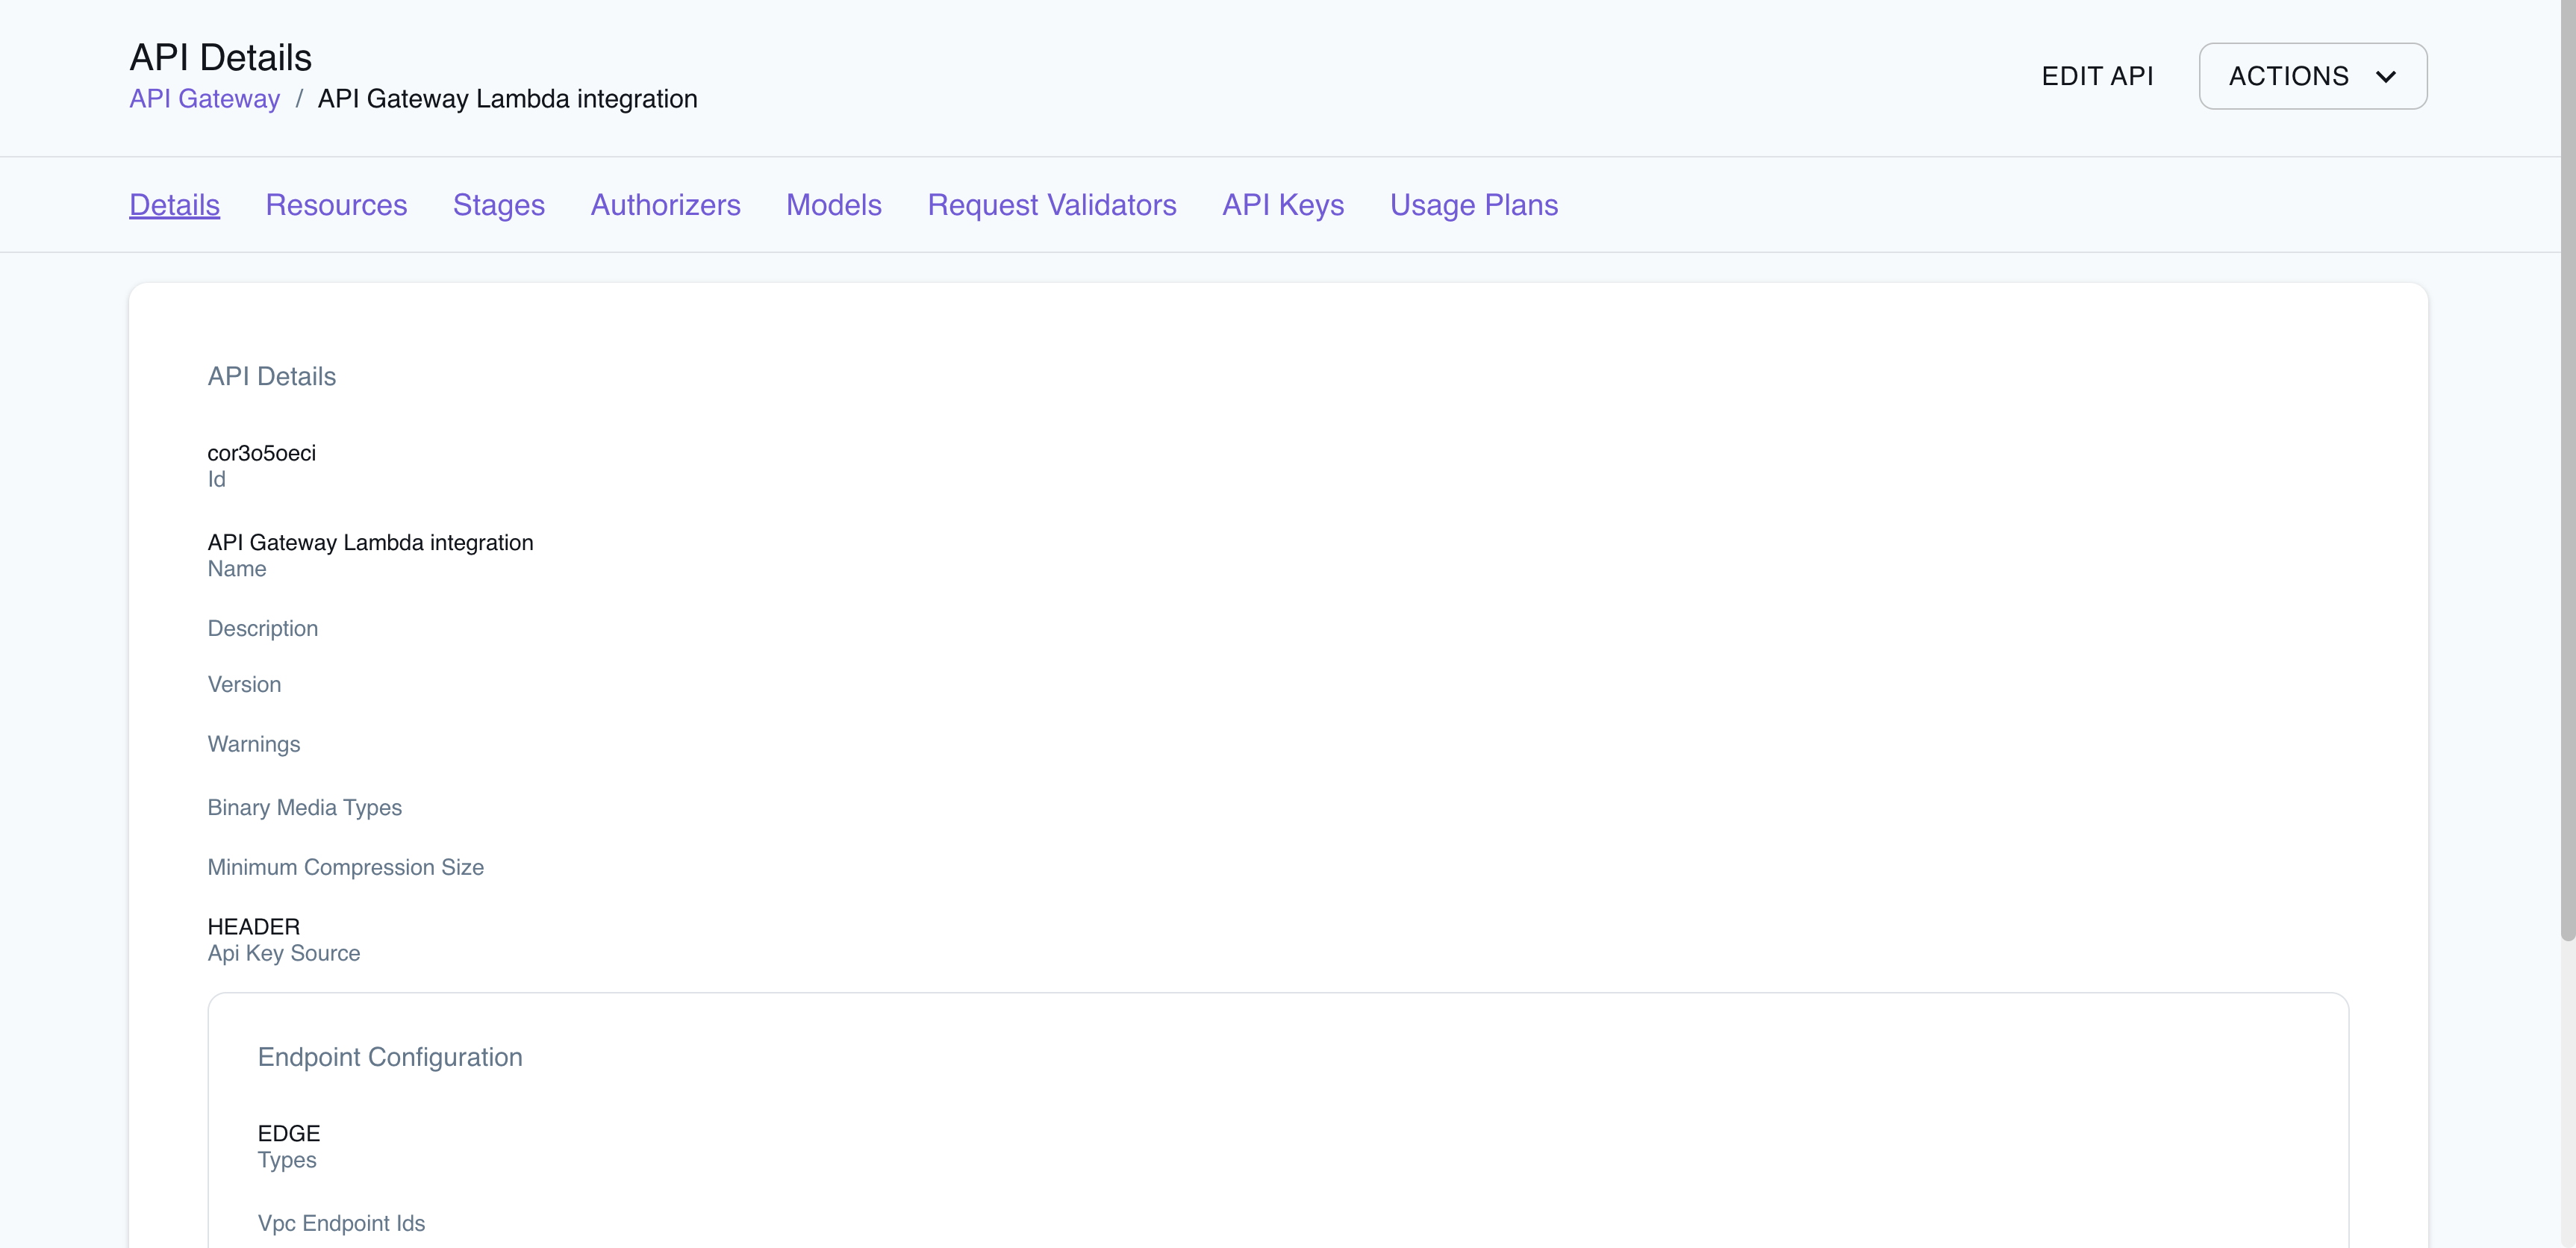 API Details
API Gateway / API Gateway Lambda integration
EDIT API
ACTIONS
Details Resources Stages Authorizers Models Request Validators API Keys Usage Plans
API Details
cor3o5oeci
Id
API Gateway Lambda integration
Name
Description
Version
Warnings
Binary Media Types
Minimum Compression Size
HEADER
Api Key Source
Endpoint Configuration
EDGE
Types
Vpc Endpoint Ids